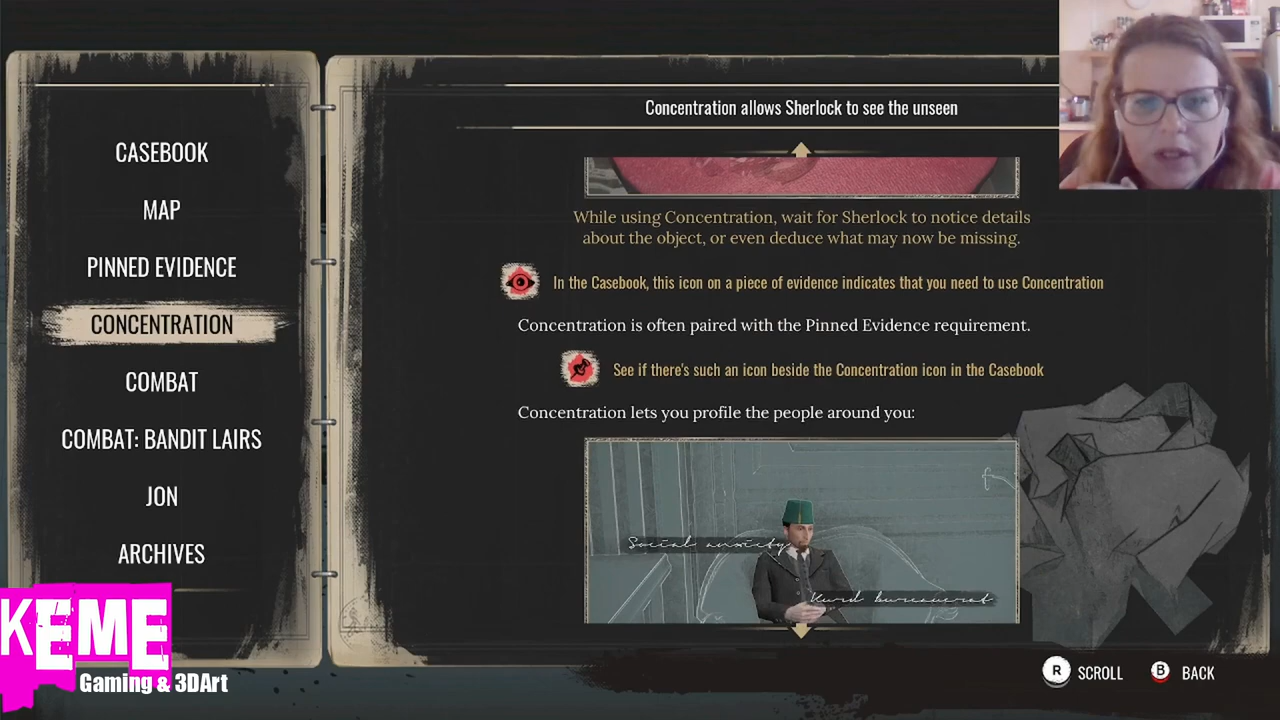 CASEBOOK
MAP
PINNED EVIDENCE
CONCENTRATION
COMBAT
COMBAT: BANDIT LAIRS
JON
ARCHIVES
Concentration allows Sherlock to see the unseen
While using Concentration, wait for Sherlock to notice details
about the object, or even deduce what may now be missing.
In the Casebook, this icon on a piece of evidence indicates that you need to use Concentration
Concentration is often paired with the Pinned Evidence requirement.
See if there's such an icon beside the Concentration icon in the Casebook
Concentration lets you profile the people around you:
Social anxiety
Kurd bureaucrat
R SCROLL
B BACK
KEME
Gaming & 3DArt